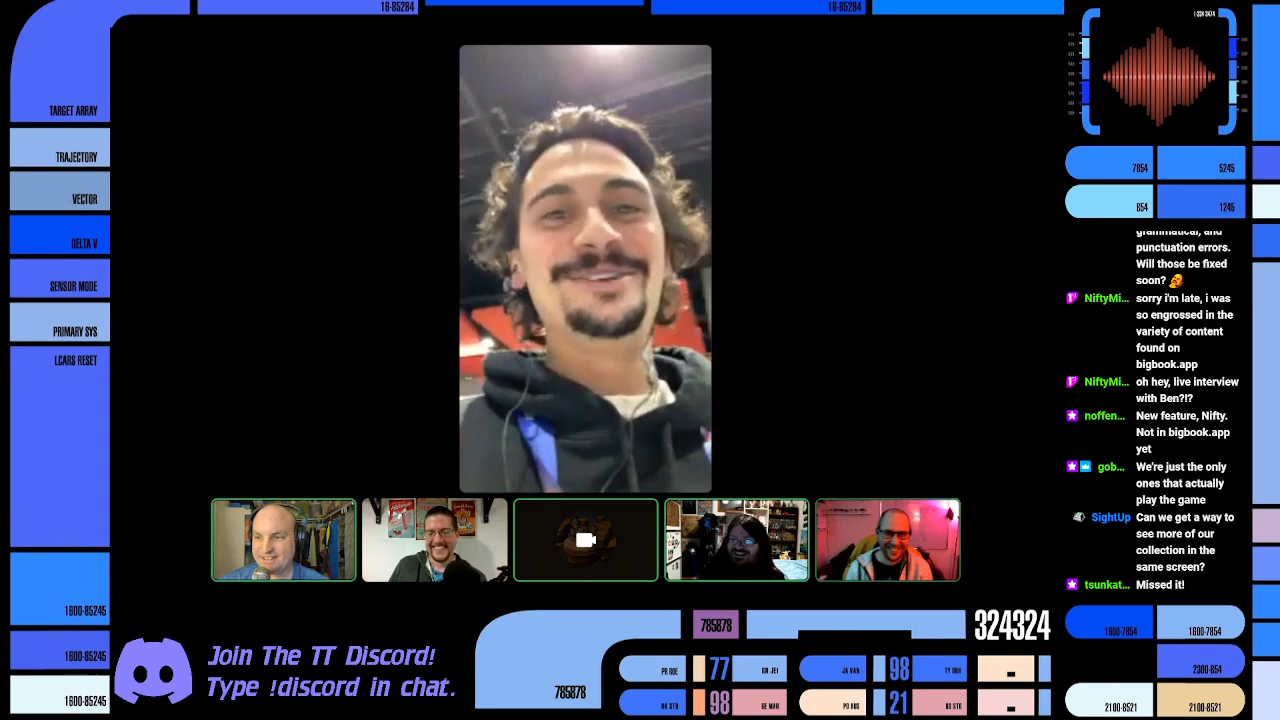 18-85284
18-85284
TARGET ARRAY
TRAJECTORY
VECTOR
DELTA V
SENSOR MODE
PRIMARY SYS
LCARS RESET
1600-85245
1600-85245
1600-85245
7854
5245
854
1245
grammatical, and
punctuation errors.
Will those be fixed
soon?
NiftyMi... sorry i'm late, i was
so engrossed in the
variety of content
found on
bigbook.app
NiftyMi... oh hey, live interview
with Ben?!?
noffen... New feature, Nifty.
Not in bigbook.app
yet
gob... We're just the only
ones that actually
play the game
SightUp Can we get a way to
see more of our
collection in the
same screen?
tsunkat... Missed it!
Join The TT Discord!
Type !discord in chat.
785878
785878
324324
77
98
98
21
1600-7854
1600-7854
2300-854
2100-8521
2100-8521